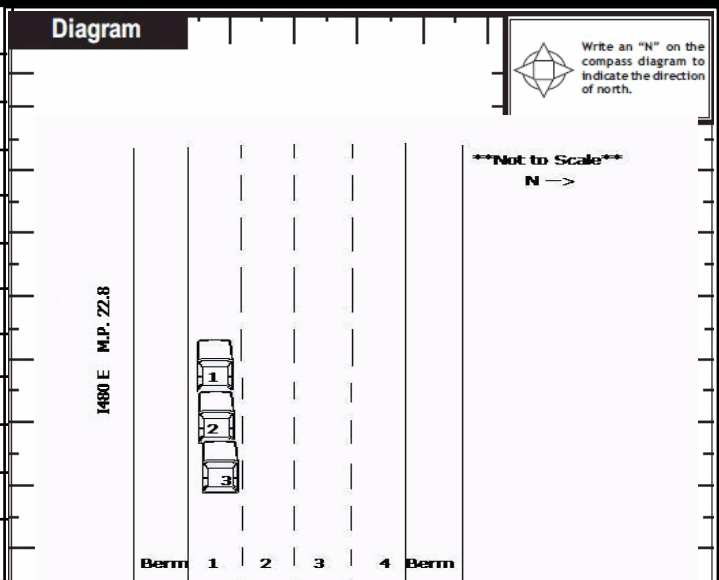 Diagram
Write an “N” on the
compass diagram to
indicate the direction
of north.
**Not to Scale**
N -->
I480 E M.P. 22.8
1
2
3
Berm 1 2 3 4 Berm